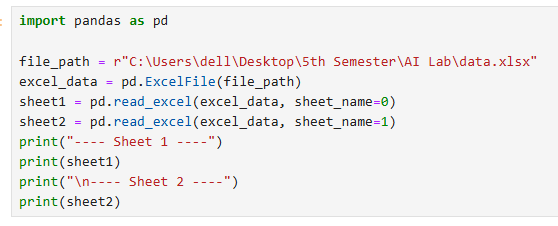 import pandas as pd
file_path = r"C:\Users\dell\Desktop\5th Semester\AI Lab\data.xlsx"
excel_data = pd.ExcelFile(file_path)
sheet1 = pd.read_excel(excel_data, sheet_name=0)
sheet2 = pd.read_excel(excel_data, sheet_name=1)
print("---- Sheet 1 ----")
print(sheet1)
print("\n---- Sheet 2 ----")
print(sheet2)